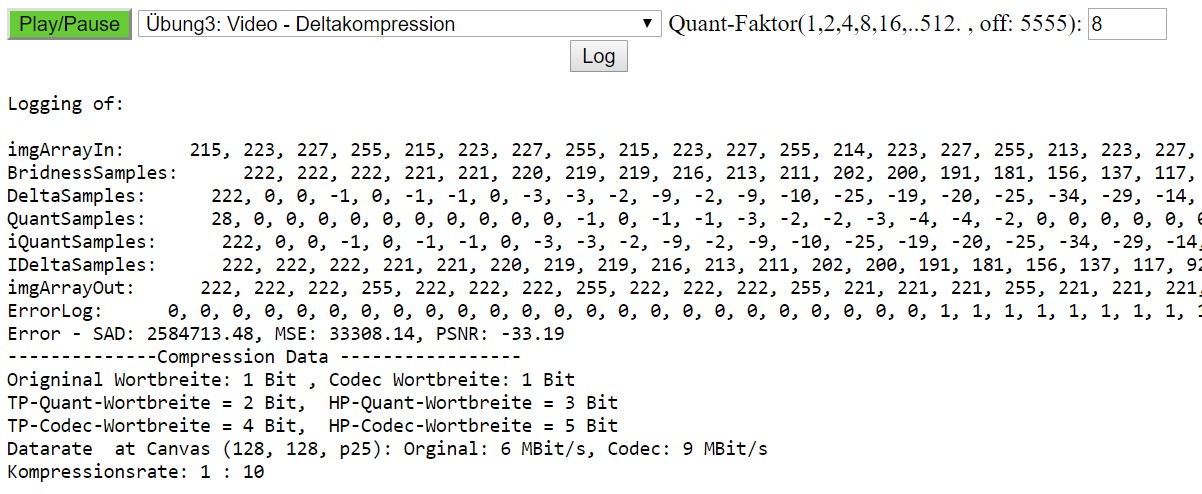 Play/Pause Übung3: Video - Deltakompression Quant-Faktor(1,2,4,8,16,..512. , off: 5555): 8
Log
Logging of:
imgArrayIn: 215, 223, 227, 255, 215, 223, 227, 255, 215, 223, 227, 255, 214, 223, 227, 255, 213, 223, 227,
BridnessSamples: 222, 222, 222, 221, 221, 220, 219, 219, 216, 213, 211, 202, 200, 191, 181, 156, 137, 117,
DeltaSamples: 222, 0, 0, -1, 0, -1, -1, 0, -3, -3, -2, -9, -2, -9, -10, -25, -19, -20, -25, -34, -29, -14,
QuantSamples: 28, 0, 0, 0, 0, 0, 0, 0, 0, 0, 0, -1, 0, -1, -1, -3, -2, -2, -3, -4, -4, -2, 0, 0, 0, 0, 0, 0
iQuantSamples: 222, 0, 0, -1, 0, -1, -1, 0, -3, -3, -2, -9, -2, -9, -10, -25, -19, -20, -25, -34, -29, -14,
IDeltaSamples: 222, 222, 222, 221, 221, 220, 219, 219, 216, 213, 211, 202, 200, 191, 181, 156, 137, 117, 92
imgArrayOut: 222, 222, 222, 255, 222, 222, 222, 255, 222, 222, 222, 255, 221, 221, 221, 255, 221, 221, 221,
ErrorLog: 0, 0, 0, 0, 0, 0, 0, 0, 0, 0, 0, 0, 0, 0, 0, 0, 0, 0, 0, 0, 0, 0, 0, 1, 1, 1, 1, 1, 1, 1, 1, 1
Error - SAD: 2584713.48, MSE: 33308.14, PSNR: -33.19
--------------Compression Data -----------------
Origninal Wortbreite: 1 Bit , Codec Wortbreite: 1 Bit
TP-Quant-Wortbreite = 2 Bit, HP-Quant-Wortbreite = 3 Bit
TP-Codec-Wortbreite = 4 Bit, HP-Codec-Wortbreite = 5 Bit
Datarate at Canvas (128, 128, p25): Orginal: 6 MBit/s, Codec: 9 MBit/s
Kompressionsrate: 1 : 10